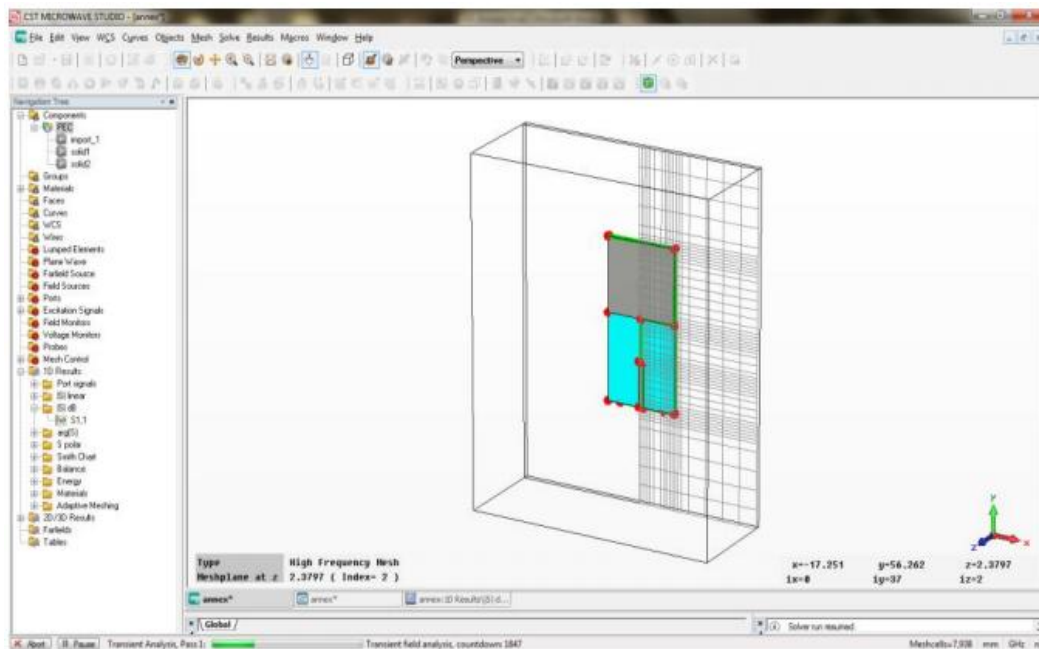 CST MICROWAVE STUDIO - [annex*]
File Edit View WCS Curves Objects Mesh Solve Results Macros Window Help
Perspective
Navigation Tree
Components
PEC
import_1
solid1
solid2
Groups
Materials
Faces
Curves
WCS
Wires
Lumped Elements
Plane Wave
Farfield Source
Field Sources
Ports
Excitation Signals
Field Monitors
Voltage Monitors
Probes
Mesh Control
1D Results
Port signals
|S| linear
|S| dB
S1,1
arg(S)
S polar
Smith Chart
Balance
Energy
Materials
Adaptive Meshing
2D/3D Results
Farfields
Tables
y
z
x
Type High Frequency Mesh
Meshplane at z 2.3797 ( Index= 2 )
x=-17.251 y=56.262 z=2.3797
ix=0 iy=37 iz=2
annex* annex* annex:1D Results\|S| d...
Global
Solver run resumed.
Abort Pause Transient Analysis, Pass 1: Transient field analysis, countdown: 1847 Meshcells=7,938 mm GHz